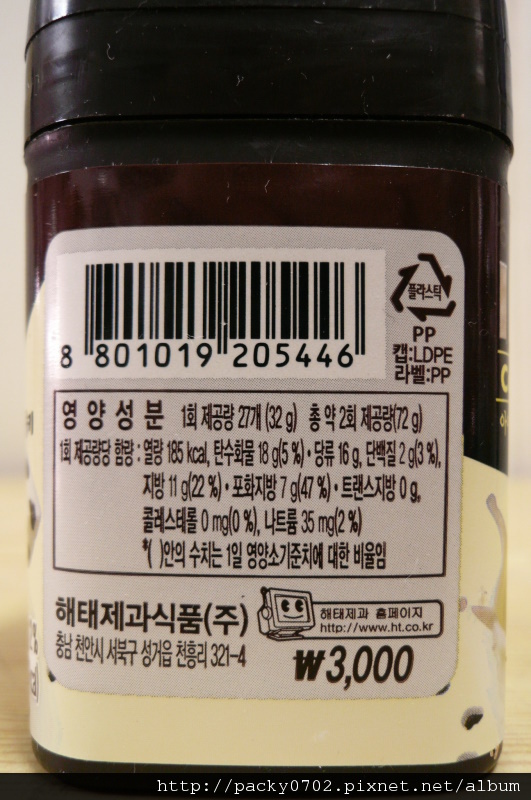 플라스틱
PP
캡:LDPE
라벨:PP
8 801019 205446
영양성분 1회 제공량 27개 (32 g) 총 약 2회 제공량(72 g)
1회 제공량당 함량 : 열량 185 kcal, 탄수화물 18 g(5 %)·당류 16 g, 단백질 2 g(3 %),
지방 11 g(22 %)·포화지방 7 g(47 %)·트랜스지방 0 g,
콜레스테롤 0 mg(0 %), 나트륨 35 mg(2 %)
*( )안의 수치는 1일 영양소기준치에 대한 비율임
해태제과식품(주)
충남 천안시 서북구 성거읍 천흥리 321-4
해태제과 홈페이지
http://www.ht.co.kr
₩3,000
http://packy0702.pixnet.net/album